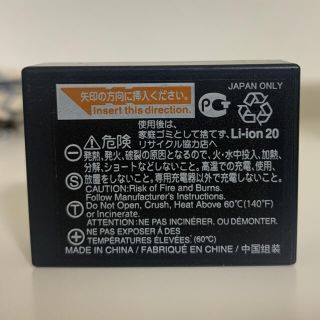 矢印の方向に挿入ください。
Insert this direction.
JAPAN ONLY
使用後は、
家庭ゴミとして捨てず、
リサイクル協力店へ
Li-ion 20
⚠危険
発熱、発火、破裂の原因となるので、火・水中投入、加熱、
分解、ショートなどしないこと。高温での充電、使用、
放置をしないこと。専用充電器以外で充電しないこと。
CAUTION:Risk of Fire and Burns.
Follow Manufacturer's Instructions.
Do Not Open, Crush, Heat Above 60℃(140°F)
or Incinerate.
ATTENTION:NE PAS OUVRIR, OU DÉMONTER.
NE PAS EXPOSER À DES
TEMPÉRATURES ÉLEVÉES. (60℃)
MADE IN CHINA / FABRIQUÉ EN CHINE / 中国组装